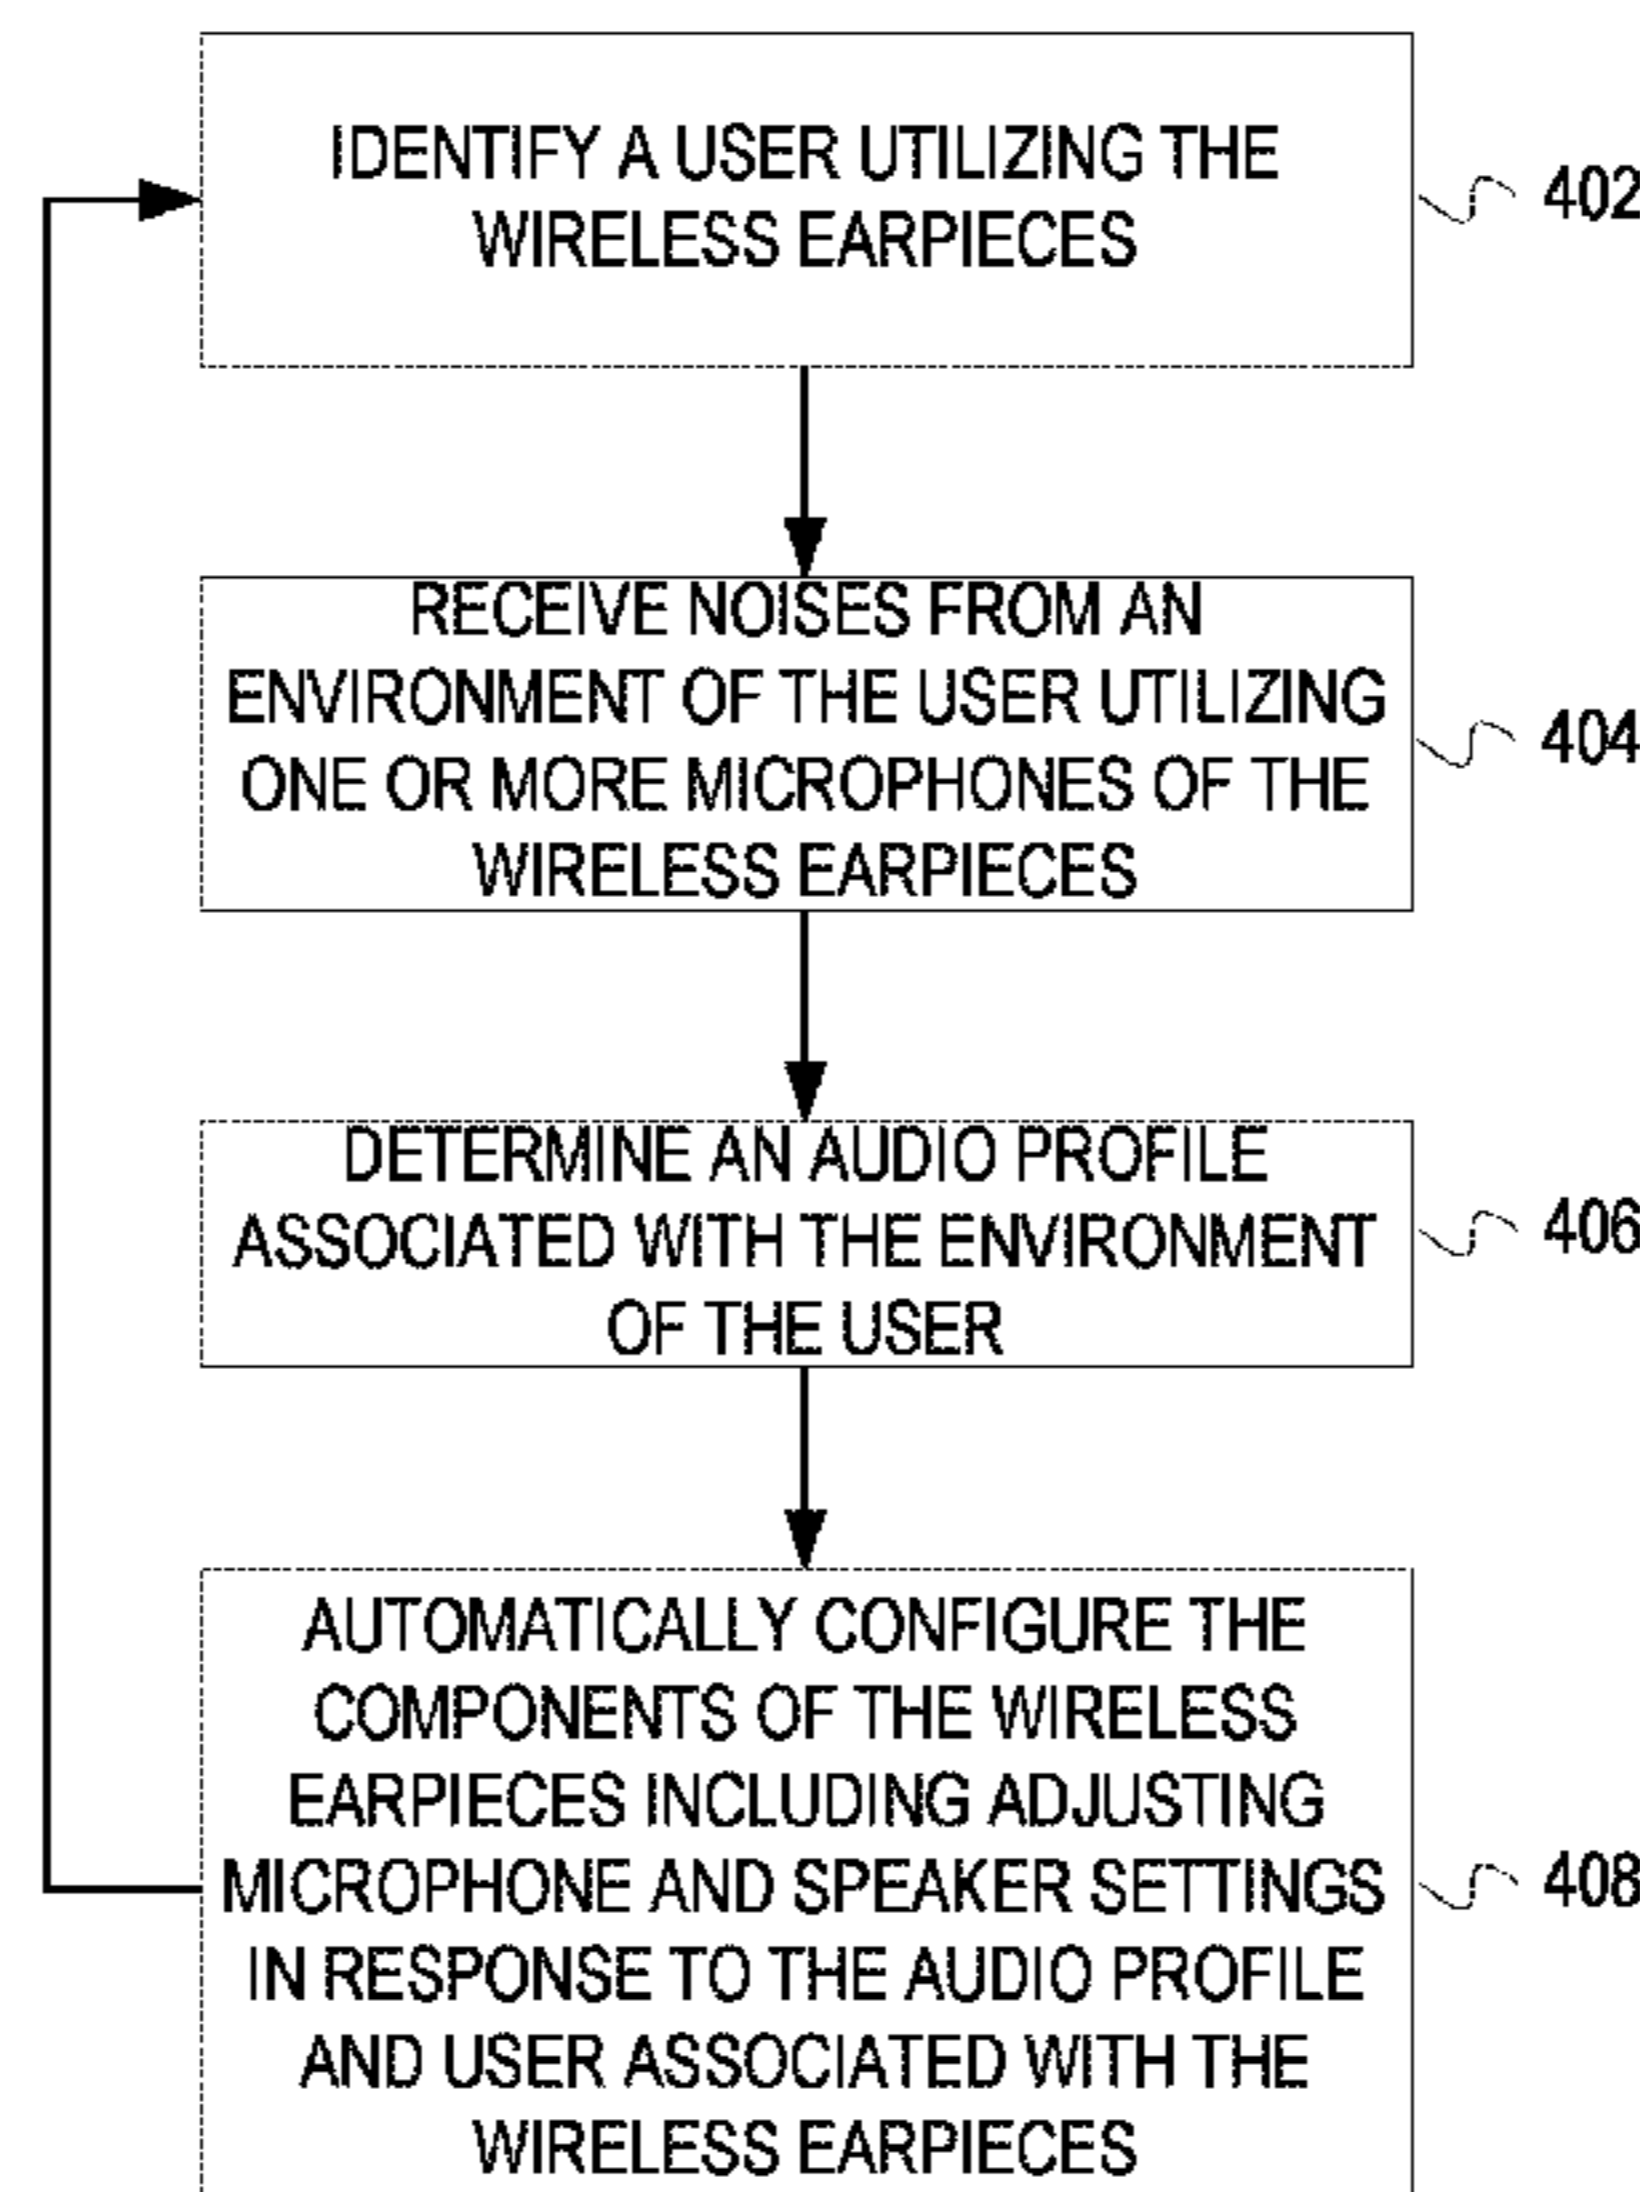 IDENTIFY A USER UTILIZING THE
WIRELESS EARPIECES
402
RECEIVE NOISES FROM AN
ENVIRONMENT OF THE USER UTILIZING
ONE OR MORE MICROPHONES OF THE
WIRELESS EARPIECES
404
DETERMINE AN AUDIO PROFILE
ASSOCIATED WITH THE ENVIRONMENT
OF THE USER
406
AUTOMATICALLY CONFIGURE THE
COMPONENTS OF THE WIRELESS
EARPIECES INCLUDING ADJUSTING
MICROPHONE AND SPEAKER SETTINGS
IN RESPONSE TO THE AUDIO PROFILE
AND USER ASSOCIATED WITH THE
WIRELESS EARPIECES
408